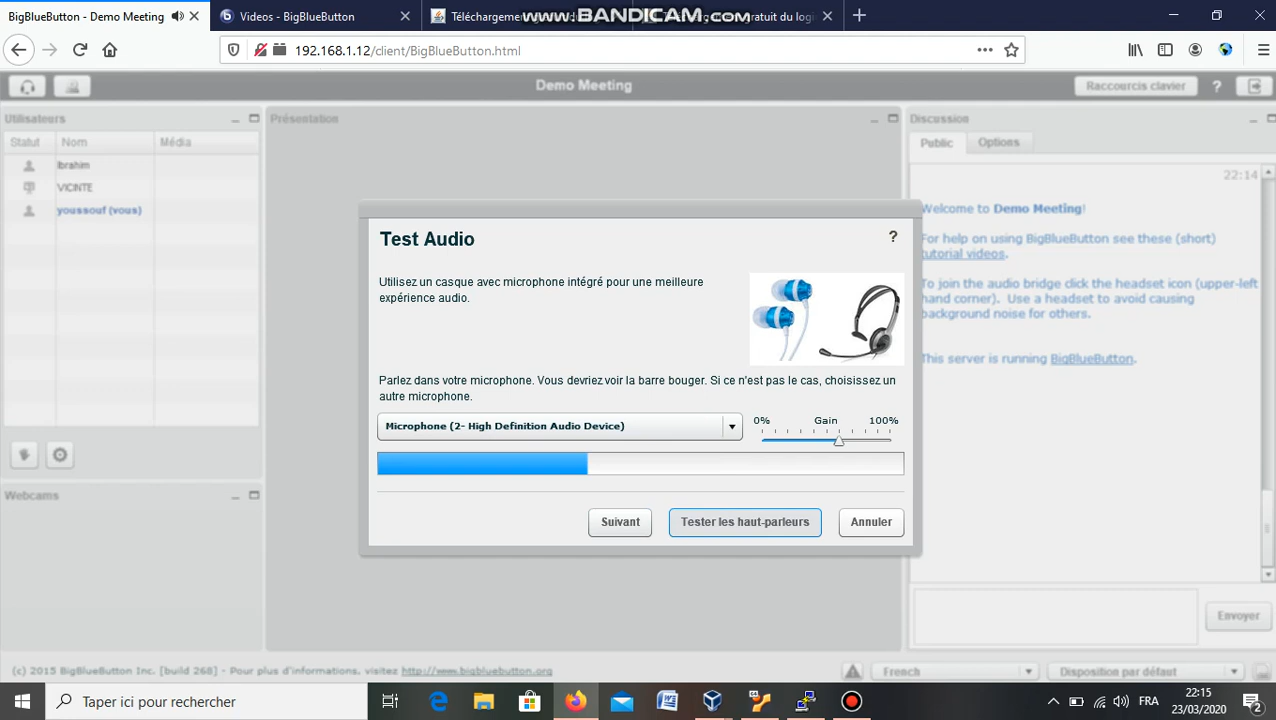 BigBlueButton - Demo Meeting
Videos - BigBlueButton
www.BANDICAM.com
192.168.1.12/client/BigBlueButton.html
Demo Meeting
Raccourcis clavier
?
Utilisateurs
Statut Nom Média
Ibrahim
VICINTE
youssouf (vous)
Webcams
Présentation
Test Audio
?
Utilisez un casque avec microphone intégré pour une meilleure
expérience audio.
Parlez dans votre microphone. Vous devriez voir la barre bouger. Si ce n'est pas le cas, choisissez un
autre microphone.
Microphone (2- High Definition Audio Device)
0% Gain 100%
Suivant Tester les haut-parleurs Annuler
Discussion
Public Options
22:14
Welcome to Demo Meeting!
For help on using BigBlueButton see these (short)
tutorial videos.
To join the audio bridge click the headset icon (upper-left
hand corner). Use a headset to avoid causing
background noise for others.
This server is running BigBlueButton.
Envoyer
(c) 2015 BigBlueButton Inc. [build 268] - Pour plus d'informations, visitez http://www.bigbluebutton.org
French
Disposition par défaut
Taper ici pour rechercher
FRA
22:15
23/03/2020
2